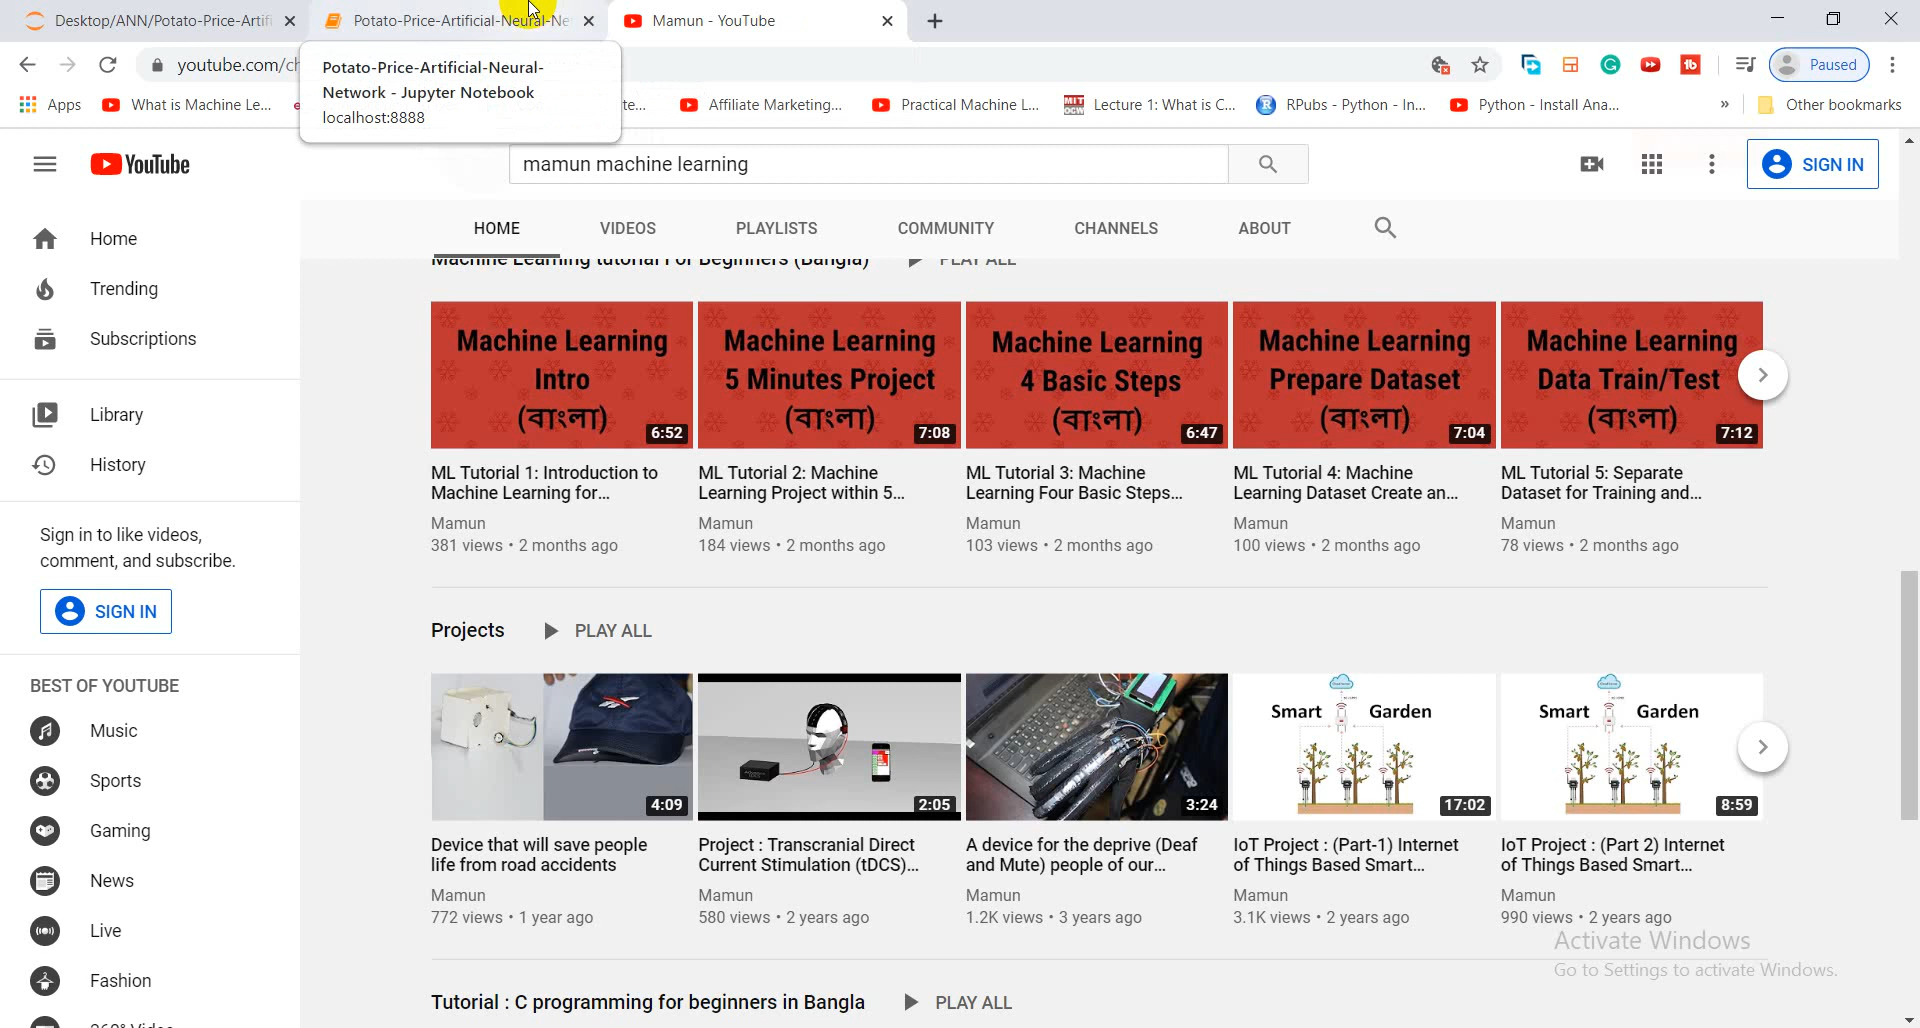 Desktop/ANN/Potato-Price-Artifi
Potato-Price-Artificial-Neural-Ne
Mamun - YouTube
youtube.com/ch
Paused
Potato-Price-Artificial-Neural-
Network - Jupyter Notebook
localhost:8888
Apps
What is Machine Le...
te...
Affiliate Marketing...
Practical Machine L...
MIT OCW
Lecture 1: What is C...
RPubs - Python - In...
Python - Install Ana...
»
Other bookmarks
YouTube
mamun machine learning
SIGN IN
HOME
VIDEOS
PLAYLISTS
COMMUNITY
CHANNELS
ABOUT
Home
Trending
Subscriptions
Library
History
Sign in to like videos,
comment, and subscribe.
SIGN IN
BEST OF YOUTUBE
Music
Sports
Gaming
News
Live
Fashion
360° Video
Machine Learning tutorial For Beginners (Bangla)
PLAY ALL
Machine Learning
Intro
(বাংলা)
6:52
Machine Learning
5 Minutes Project
(বাংলা)
7:08
Machine Learning
4 Basic Steps
(বাংলা)
6:47
Machine Learning
Prepare Dataset
(বাংলা)
7:04
Machine Learning
Data Train/Test
(বাংলা)
7:12
ML Tutorial 1: Introduction to
Machine Learning for...
Mamun
381 views • 2 months ago
ML Tutorial 2: Machine
Learning Project within 5...
Mamun
184 views • 2 months ago
ML Tutorial 3: Machine
Learning Four Basic Steps...
Mamun
103 views • 2 months ago
ML Tutorial 4: Machine
Learning Dataset Create an...
Mamun
100 views • 2 months ago
ML Tutorial 5: Separate
Dataset for Training and...
Mamun
78 views • 2 months ago
Projects
PLAY ALL
4:09
2:05
3:24
Smart Garden
17:02
Smart Garden
8:59
Device that will save people
life from road accidents
Mamun
772 views • 1 year ago
Project : Transcranial Direct
Current Stimulation (tDCS)...
Mamun
580 views • 2 years ago
A device for the deprive (Deaf
and Mute) people of our...
Mamun
1.2K views • 3 years ago
IoT Project : (Part-1) Internet
of Things Based Smart...
Mamun
3.1K views • 2 years ago
IoT Project : (Part 2) Internet
of Things Based Smart...
Mamun
990 views • 2 years ago
Activate Windows
Go to Settings to activate Windows.
Tutorial : C programming for beginners in Bangla
PLAY ALL